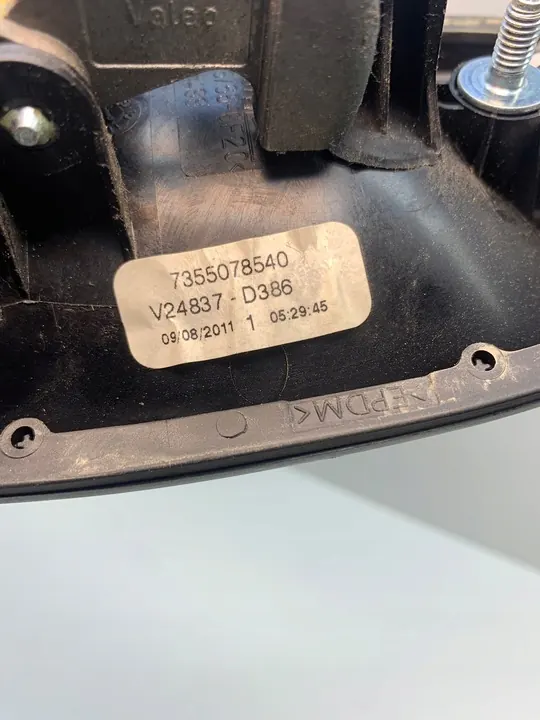 Valeo
7355078540
V24837 - D386
09/08/2011 1 05:29:45
>EPDM<